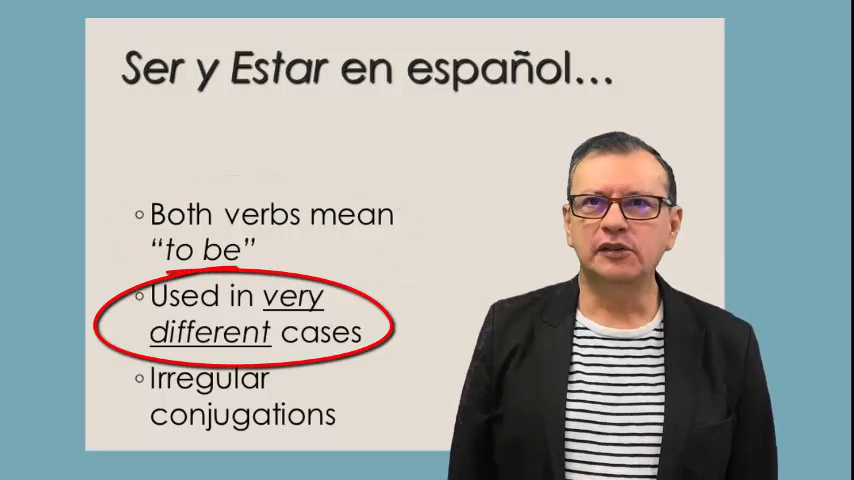 Ser y Estar en español…
◦Both verbs mean
“to be”
◦Used in very
different cases
◦Irregular
conjugations